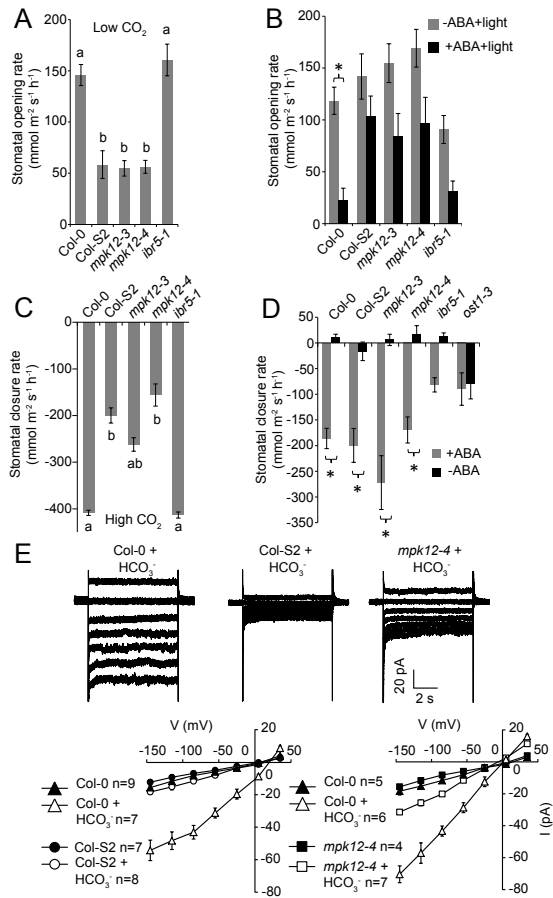 A
Low CO2
Stomatal opening rate
(mmol m-2 s-1 h-1)
200
150
100
50
0
a
b
b
b
a
Col-0
Col-S2
mpk12-3
mpk12-4
ibr5-1
B
-ABA+light
+ABA+light
Stomatal opening rate
(mmol m-2 s-1 h-1)
200
150
100
50
0
*
Col-0
Col-S2
mpk12-3
mpk12-4
ibr5-1
C
Col-0
Col-S2
mpk12-3
mpk12-4
ibr5-1
Stomatal closure rate
(mmol m-2 s-1 h-1)
0
-100
-200
-300
-400
a
b
ab
b
a
High CO2
D
Col-0
Col-S2
mpk12-3
mpk12-4
ibr5-1
ost1-3
Stomatal closure rate
(mmol m-2 s-1 h-1)
50
0
-50
-100
-150
-200
-250
-300
-350
*
*
*
*
+ABA
-ABA
E
Col-0 +
HCO3-
Col-S2 +
HCO3-
mpk12-4 +
HCO3-
20 pA
2 s
V (mV)
-150
-100
-50
0
50
20
0
-20
-40
-60
-80
Col-0 n=9
Col-0 +
HCO3- n=7
Col-S2 n=7
Col-S2 +
HCO3- n=8
V (mV)
-150
-100
-50
0
50
20
0
-20
-40
-60
-80
I (pA)
Col-0 n=5
Col-0 +
HCO3- n=6
mpk12-4 n=4
mpk12-4 +
HCO3- n=7